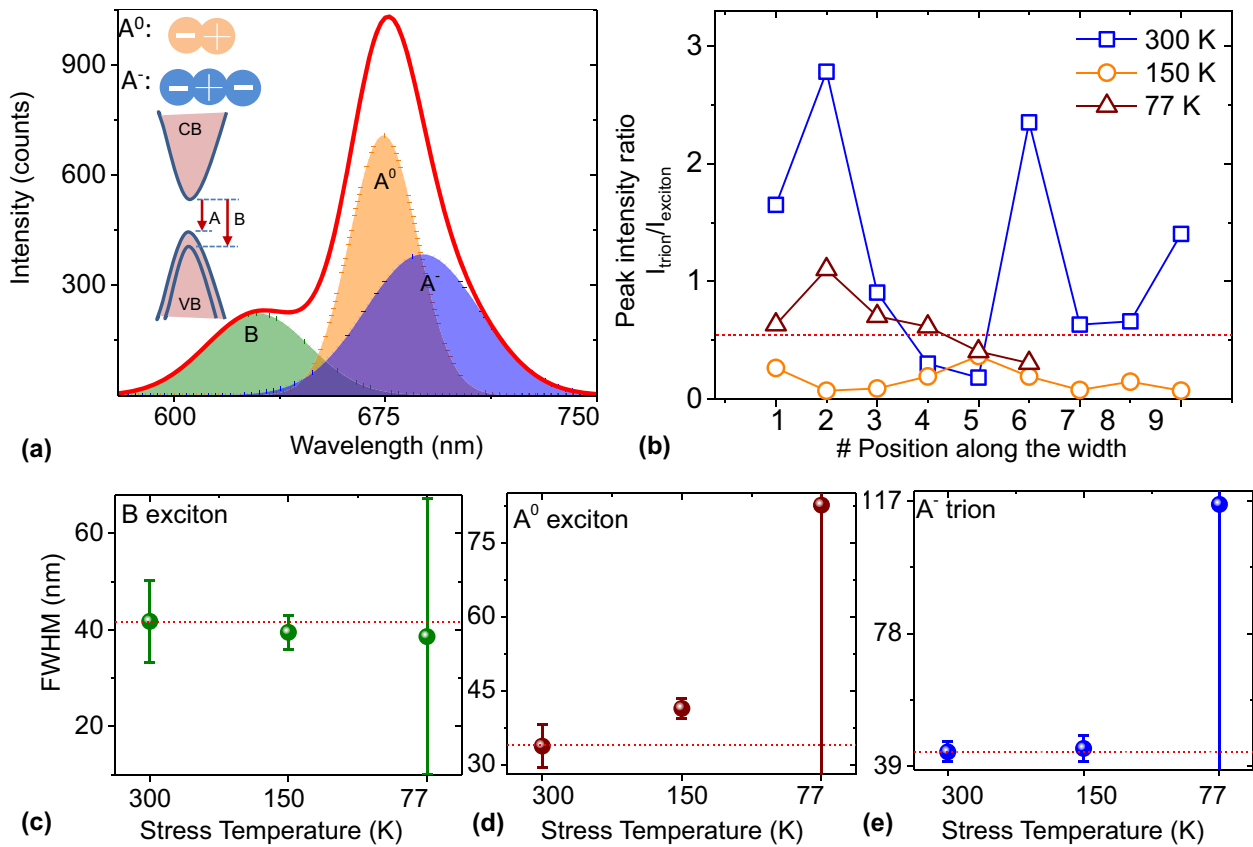 A⁰:
A⁻:
CB
A
B
VB
B
A⁰
A⁻
Intensity (counts)
900
600
300
600
675
750
Wavelength (nm)
(a)
Peak intensity ratio
I_trion/I_exciton
3
2
1
0
300 K
150 K
77 K
1 2 3 4 5 6 7 8 9
# Position along the width
(b)
B exciton
FWHM (nm)
60
40
20
300 150 77
Stress Temperature (K)
(c)
A⁰ exciton
75
60
45
30
300 150 77
Stress Temperature (K)
(d)
A⁻ trion
117
78
39
300 150 77
Stress Temperature (K)
(e)